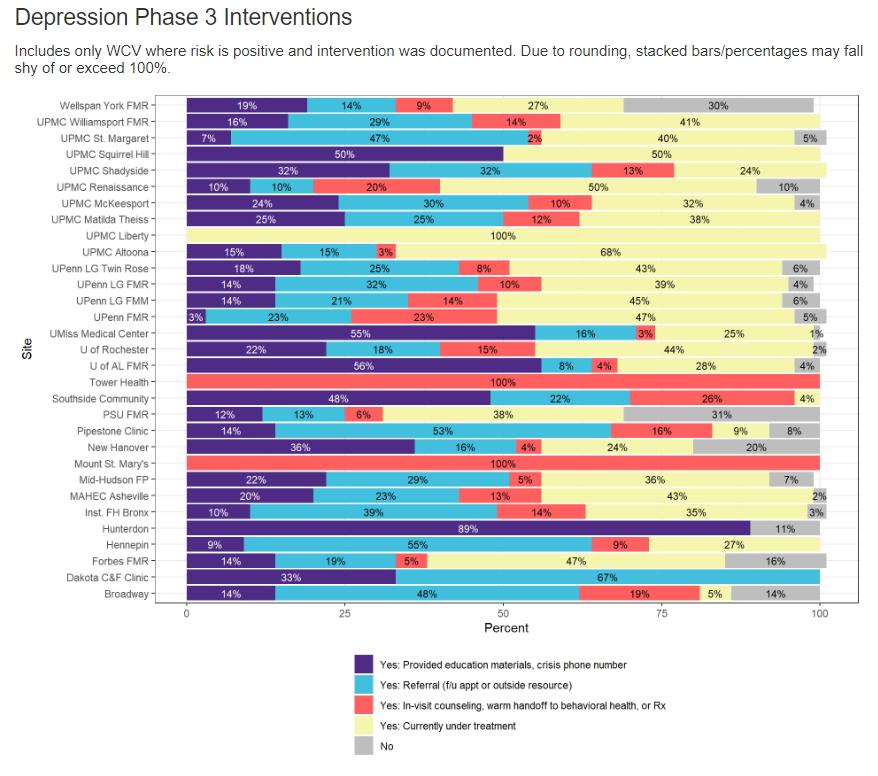 Depression Phase 3 Interventions
Includes only WCV where risk is positive and intervention was documented. Due to rounding, stacked bars/percentages may fall
shy of or exceed 100%.
Wellspan York FMR 19% 14% 9% 27% 30%
UPMC Williamsport FMR 16% 29% 14% 41%
UPMC St. Margaret 7% 47% 2% 40% 5%
UPMC Squirrel Hill 50% 50%
UPMC Shadyside 32% 32% 13% 24%
UPMC Renaissance 10% 10% 20% 50% 10%
UPMC McKeesport 24% 30% 10% 32% 4%
UPMC Matilda Theiss 25% 25% 12% 38%
UPMC Liberty 100%
UPMC Altoona 15% 15% 3% 68%
UPenn LG Twin Rose 18% 25% 8% 43% 6%
UPenn LG FMR 14% 32% 10% 39% 4%
UPenn LG FMM 14% 21% 14% 45% 6%
UPenn FMR 3% 23% 23% 47% 5%
UMiss Medical Center 55% 16% 3% 25% 1%
U of Rochester 22% 18% 15% 44% 2%
U of AL FMR 56% 8% 4% 28% 4%
Tower Health 100%
Southside Community 48% 22% 26% 4%
PSU FMR 12% 13% 6% 38% 31%
Pipestone Clinic 14% 53% 16% 9% 8%
New Hanover 36% 16% 4% 24% 20%
Mount St. Mary's 100%
Mid-Hudson FP 22% 29% 5% 36% 7%
MAHEC Asheville 20% 23% 13% 43% 2%
Inst. FH Bronx 10% 39% 14% 35% 3%
Hunterdon 89% 11%
Hennepin 9% 55% 9% 27%
Forbes FMR 14% 19% 5% 47% 16%
Dakota C&F Clinic 33% 67%
Broadway 14% 48% 19% 5% 14%
Site
0 25 50 75 100
Percent
Yes: Provided education materials, crisis phone number
Yes: Referral (f/u appt or outside resource)
Yes: In-visit counseling, warm handoff to behavioral health, or Rx
Yes: Currently under treatment
No